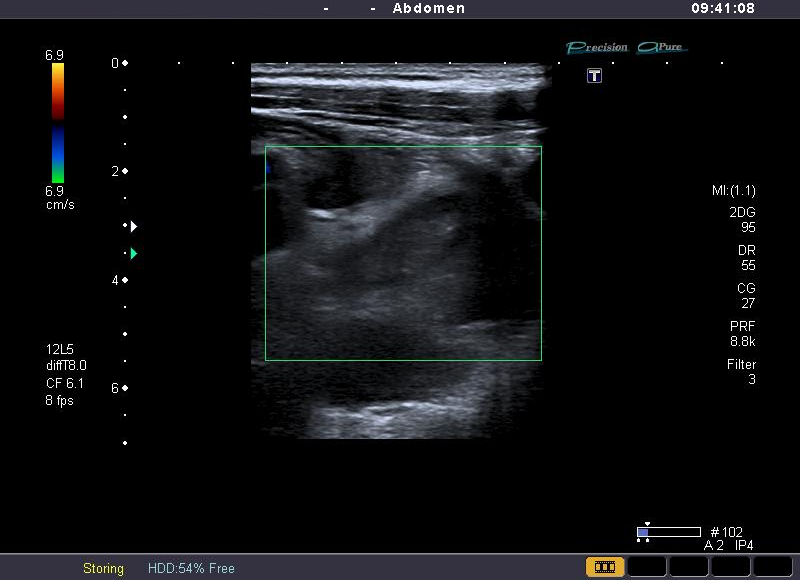 - - Abdomen 09:41:08
Precision APure
T
6.9
6.9
cm/s
0
2
4
6
MI:(1.1)
2DG
95
DR
55
CG
27
PRF
8.8k
Filter
3
12L5
diffT8.0
CF 6.1
8 fps
#102
A 2 IP4
Storing HDD:54% Free